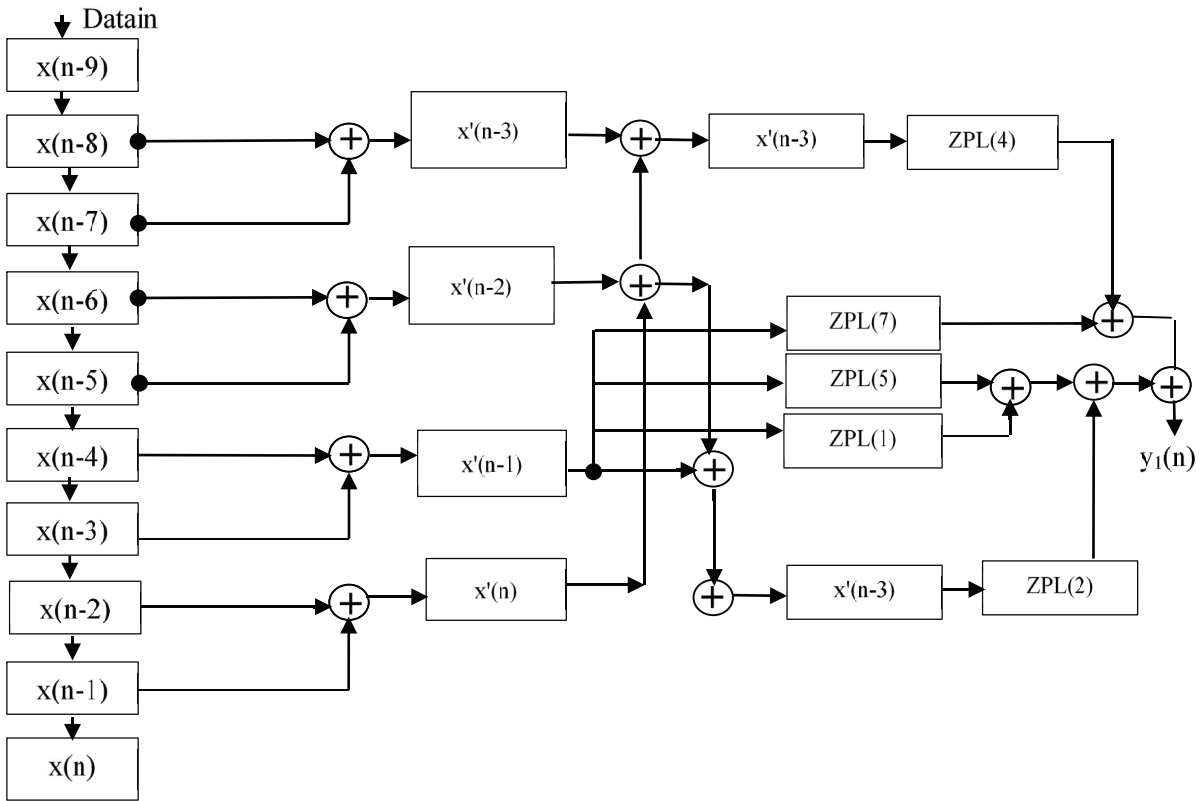 Datain
x(n-9)
x(n-8)
x(n-7)
x(n-6)
x(n-5)
x(n-4)
x(n-3)
x(n-2)
x(n-1)
x(n)
x'(n-3)
x'(n-2)
x'(n-1)
x'(n)
x'(n-3)
ZPL(4)
ZPL(7)
ZPL(5)
ZPL(1)
x'(n-3)
ZPL(2)
y₁(n)